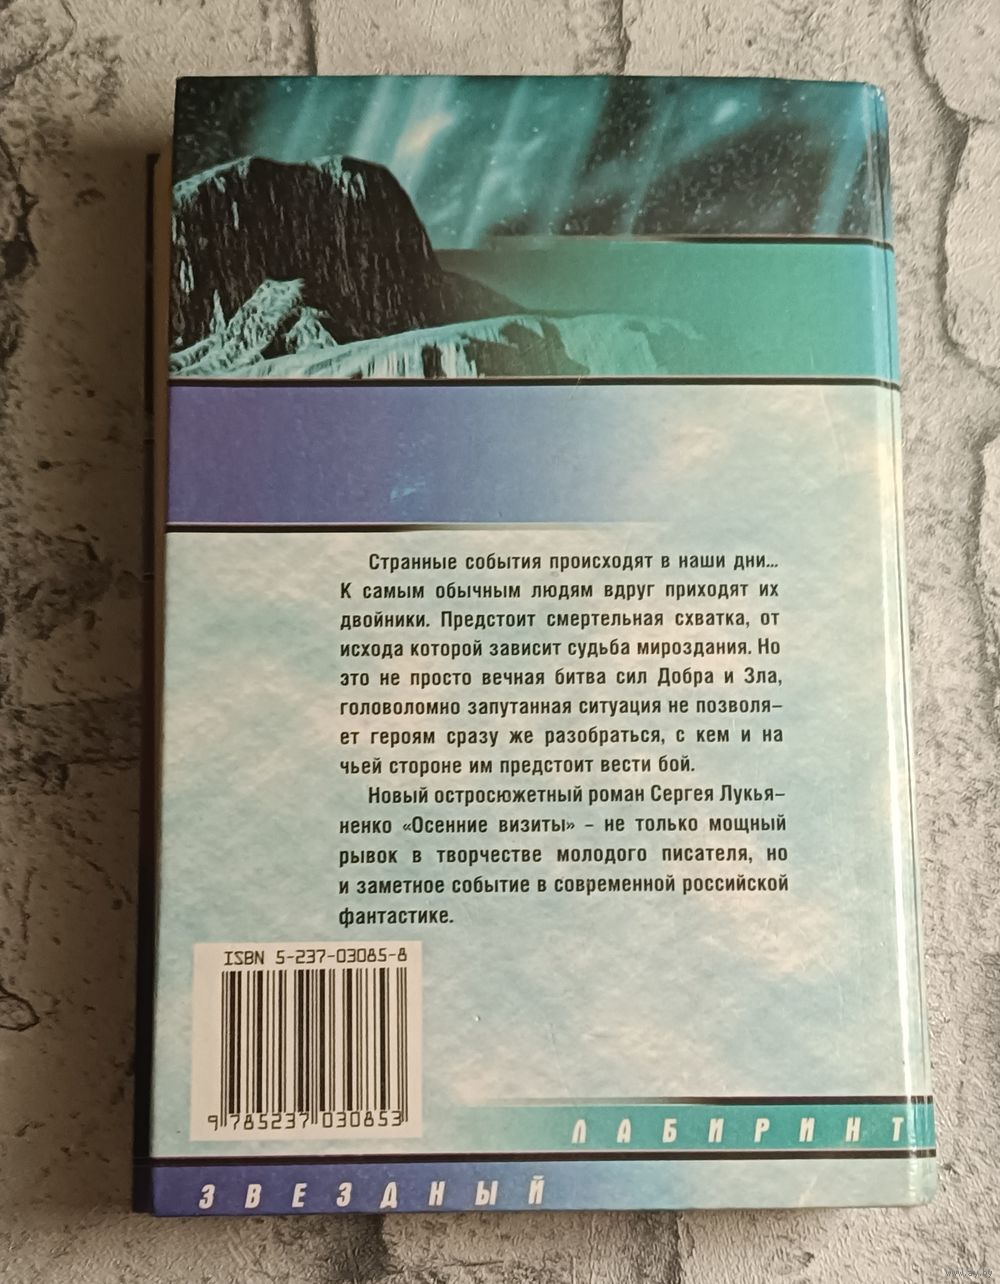 Странные события происходят в наши дни...
К самым обычным людям вдруг приходят их
двойники. Предстоит смертельная схватка, от
исхода которой зависит судьба мироздания. Но
это не просто вечная битва сил Добра и Зла,
головоломно запутанная ситуация не позволя–
ет героям сразу же разобраться, с кем и на
чьей стороне им предстоит вести бой.
Новый остросюжетный роман Сергея Лукья–
ненко «Осенние визиты» – не только мощный
рывок в творчестве молодого писателя, но
и заметное событие в современной российской
фантастике.
ISBN 5-237-03085-8
9 785237 030853
ЛАБИРИНТ
ЗВЕЗДНЫЙ